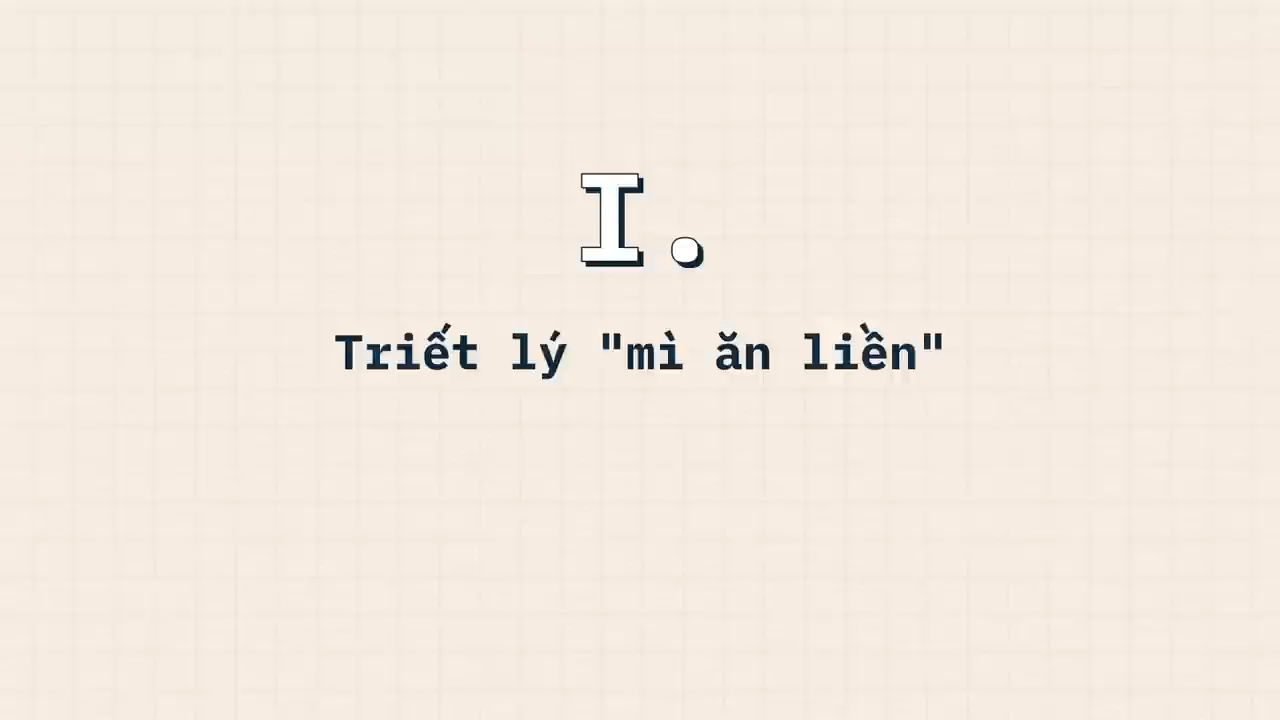 I.
Triết lý "mì ăn liền"